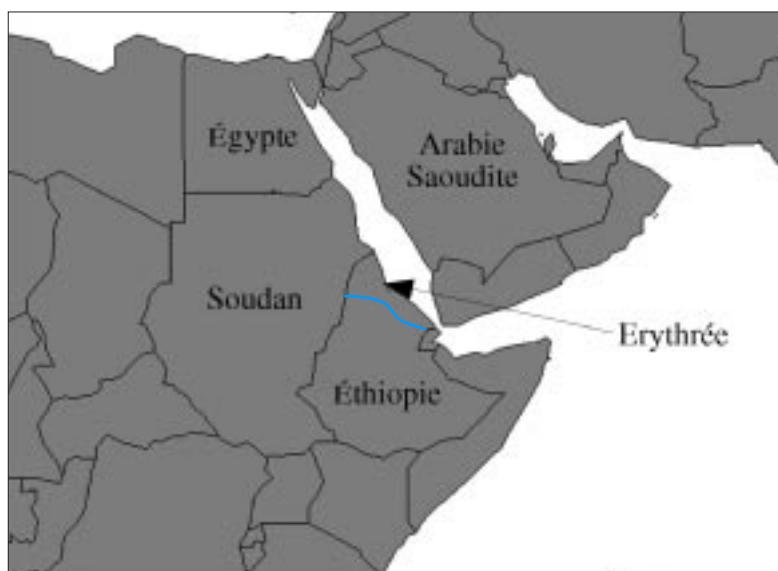 Égypte
Arabie
Saoudite
Soudan
Erythrée
Éthiopie